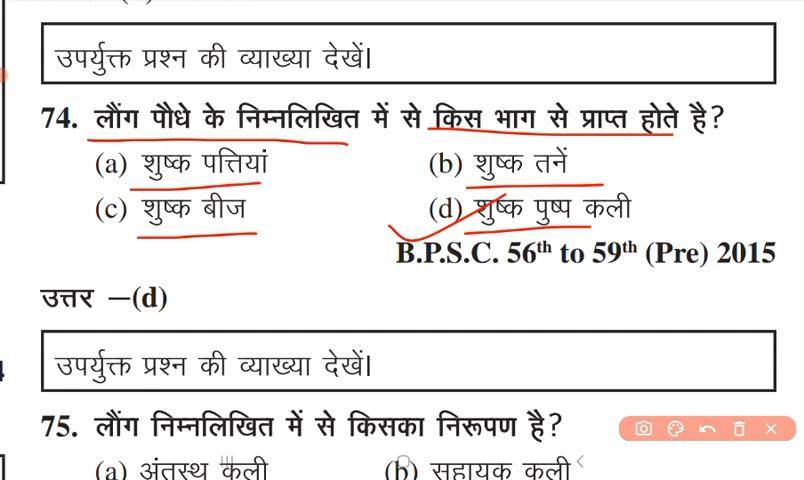 उपर्युक्त प्रश्न की व्याख्या देखें।
74. लौंग पौधे के निम्नलिखित में से किस भाग से प्राप्त होते है?
(a) शुष्क पत्तियां (b) शुष्क तनें
(c) शुष्क बीज (d) शुष्क पुष्प कली
B.P.S.C. 56th to 59th (Pre) 2015
उत्तर –(d)
उपर्युक्त प्रश्न की व्याख्या देखें।
75. लौंग निम्नलिखित में से किसका निरूपण है?
(a) अंतस्थ कली (b) सहायक कली